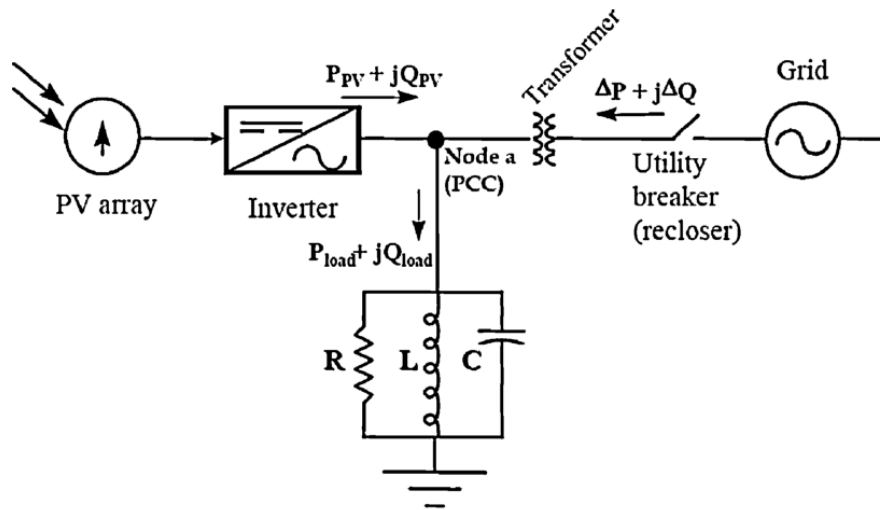 P_PV + jQ_PV
Transformer
ΔP + jΔQ
Grid
PV array
Inverter
Node a
(PCC)
Utility
breaker
(recloser)
P_load+ jQ_load
R
L
C